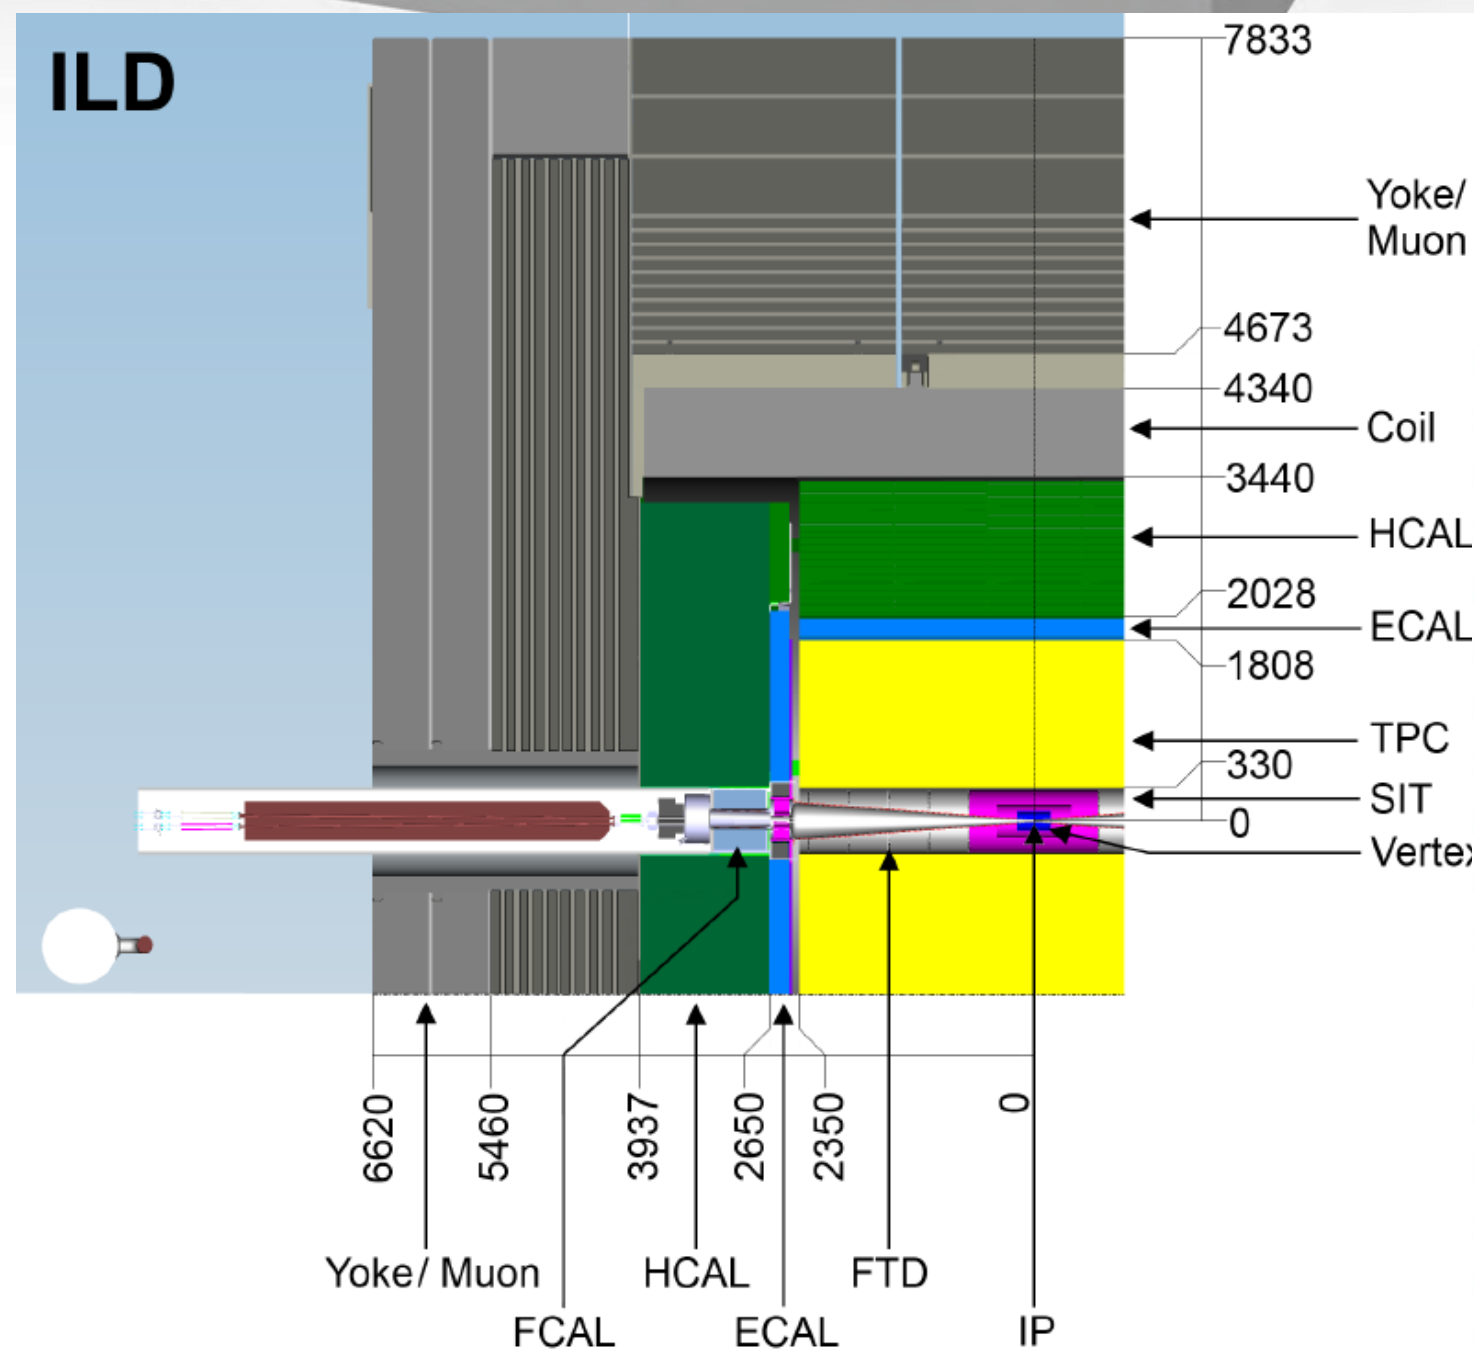 ILD
7833
Yoke/
Muon
4673
4340
Coil
3440
HCAL
2028
ECAL
1808
TPC
330
SIT
0
Vertex
6620
5460
3937
2650
2350
0
Yoke/ Muon
HCAL
FTD
FCAL
ECAL
IP